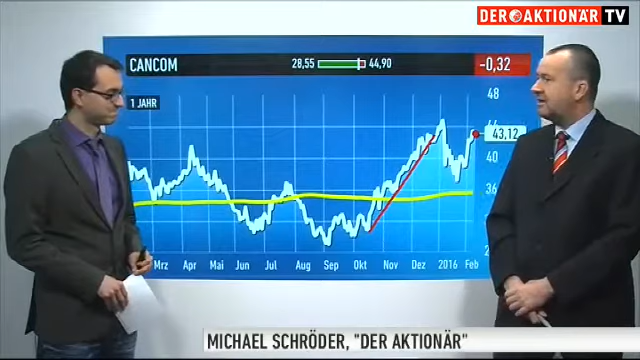 DER AKTIONÄR TV
CANCOM
28,55 44,90
-0,32
1 JAHR
48
43,12
40
36
Mrz Apr Mai Jun Jul Aug Sep Okt Nov Dez 2016 Feb
MICHAEL SCHRÖDER, "DER AKTIONÄR"